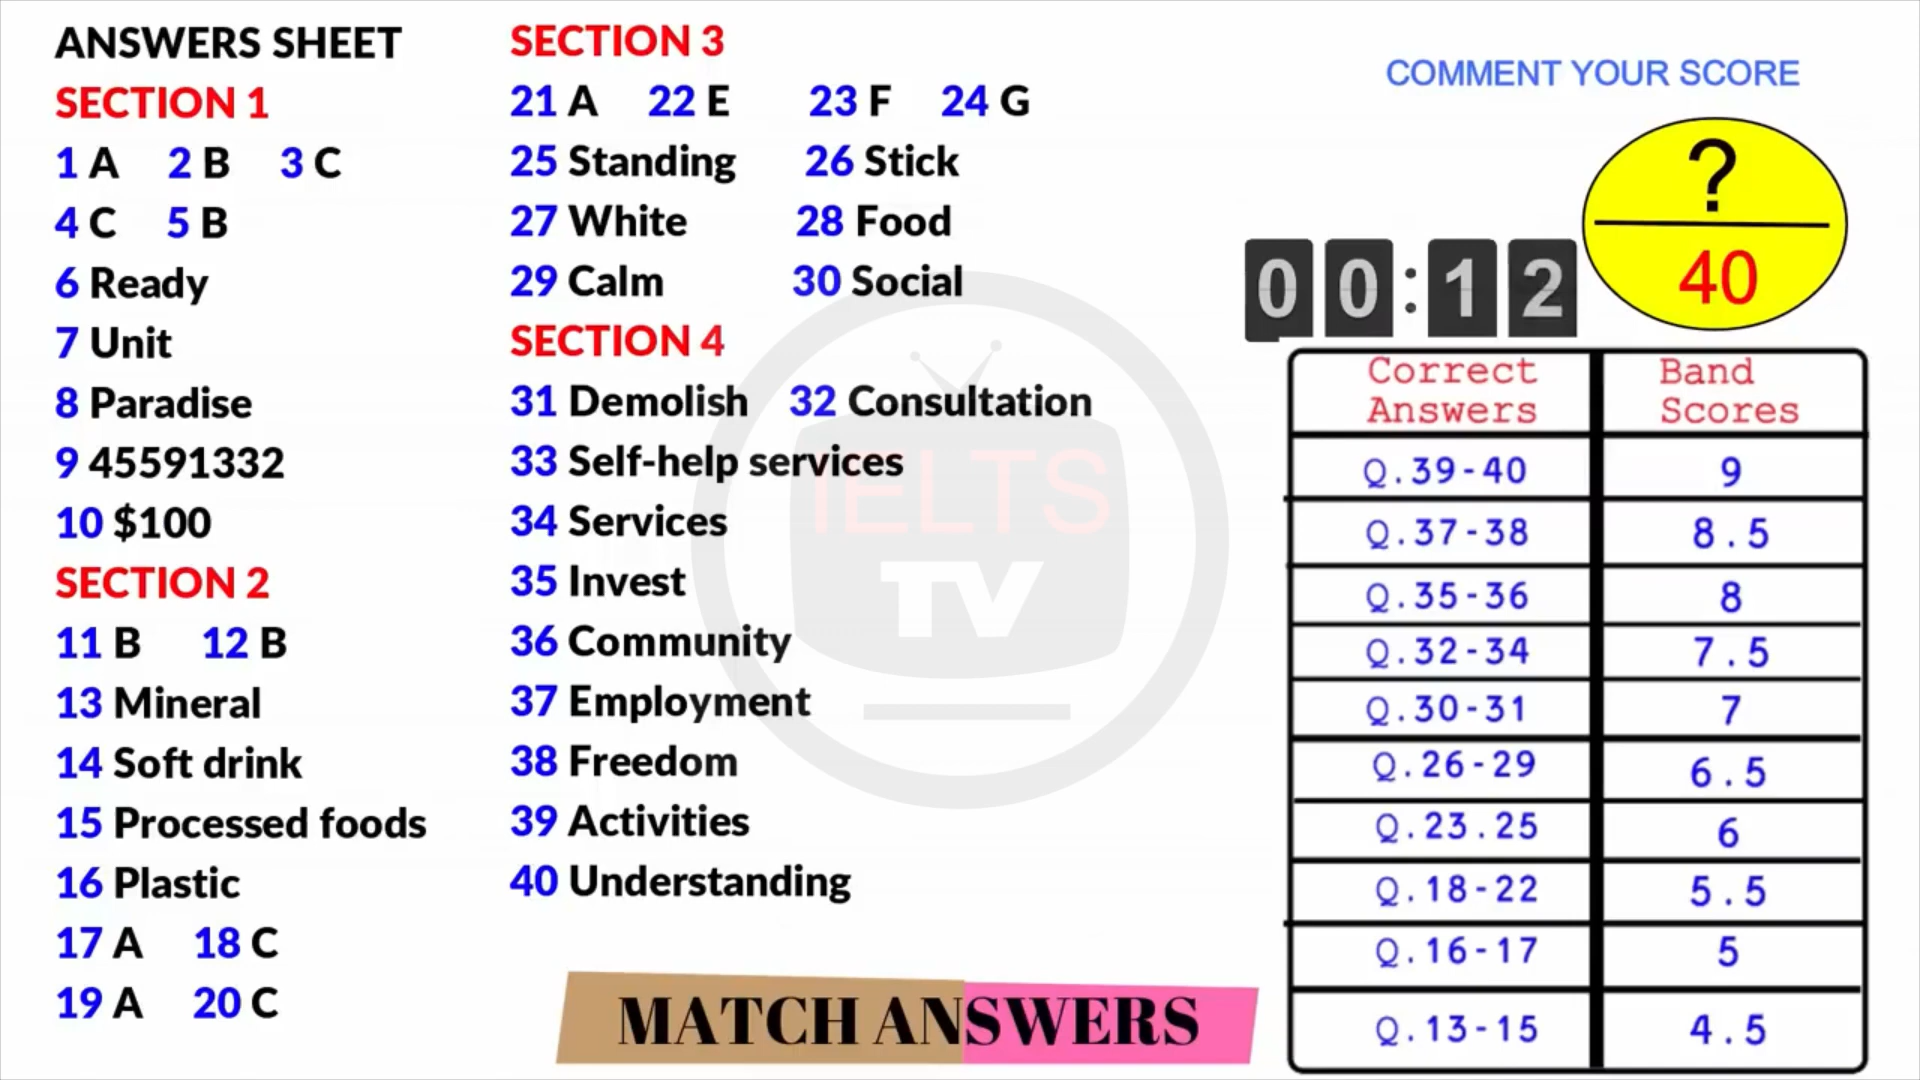 ANSWERS SHEET
SECTION 1
1 A 2 B 3 C
4 C 5 B
6 Ready
7 Unit
8 Paradise
9 45591332
10 $100
SECTION 2
11 B 12 B
13 Mineral
14 Soft drink
15 Processed foods
16 Plastic
17 A 18 C
19 A 20 C
SECTION 3
21 A 22 E 23 F 24 G
25 Standing 26 Stick
27 White 28 Food
29 Calm 30 Social
SECTION 4
31 Demolish 32 Consultation
33 Self-help services
34 Services
35 Invest
36 Community
37 Employment
38 Freedom
39 Activities
40 Understanding
IELTS
TV
MATCH ANSWERS
COMMENT YOUR SCORE
?
40
00:12
Correct Answers Band Scores
Q.39-40 9
Q.37-38 8.5
Q.35-36 8
Q.32-34 7.5
Q.30-31 7
Q.26-29 6.5
Q.23.25 6
Q.18-22 5.5
Q.16-17 5
Q.13-15 4.5